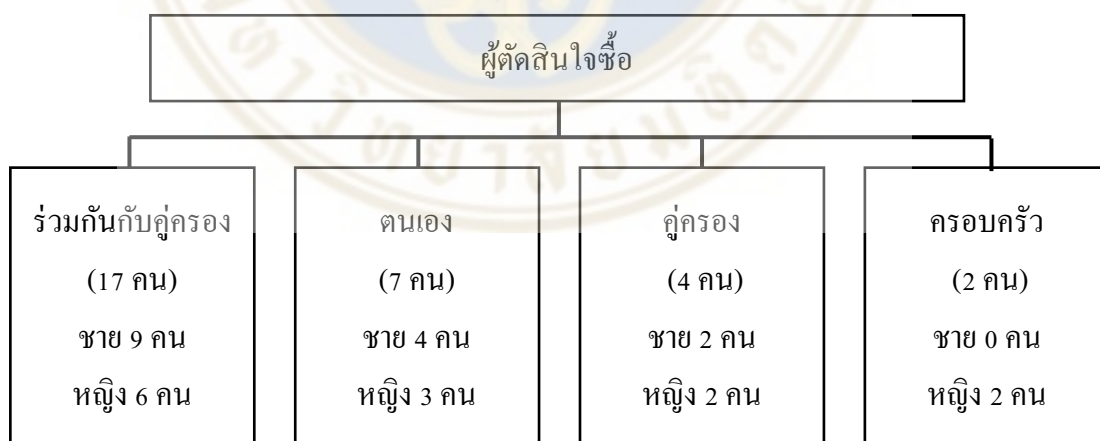 ผู้ตัดสินใจซื้อ
ร่วมกันกับคู่ครอง
(17 คน)
ชาย 9 คน
หญิง 6 คน
ตนเอง
(7 คน)
ชาย 4 คน
หญิง 3 คน
คู่ครอง
(4 คน)
ชาย 2 คน
หญิง 2 คน
ครอบครัว
(2 คน)
ชาย 0 คน
หญิง 2 คน